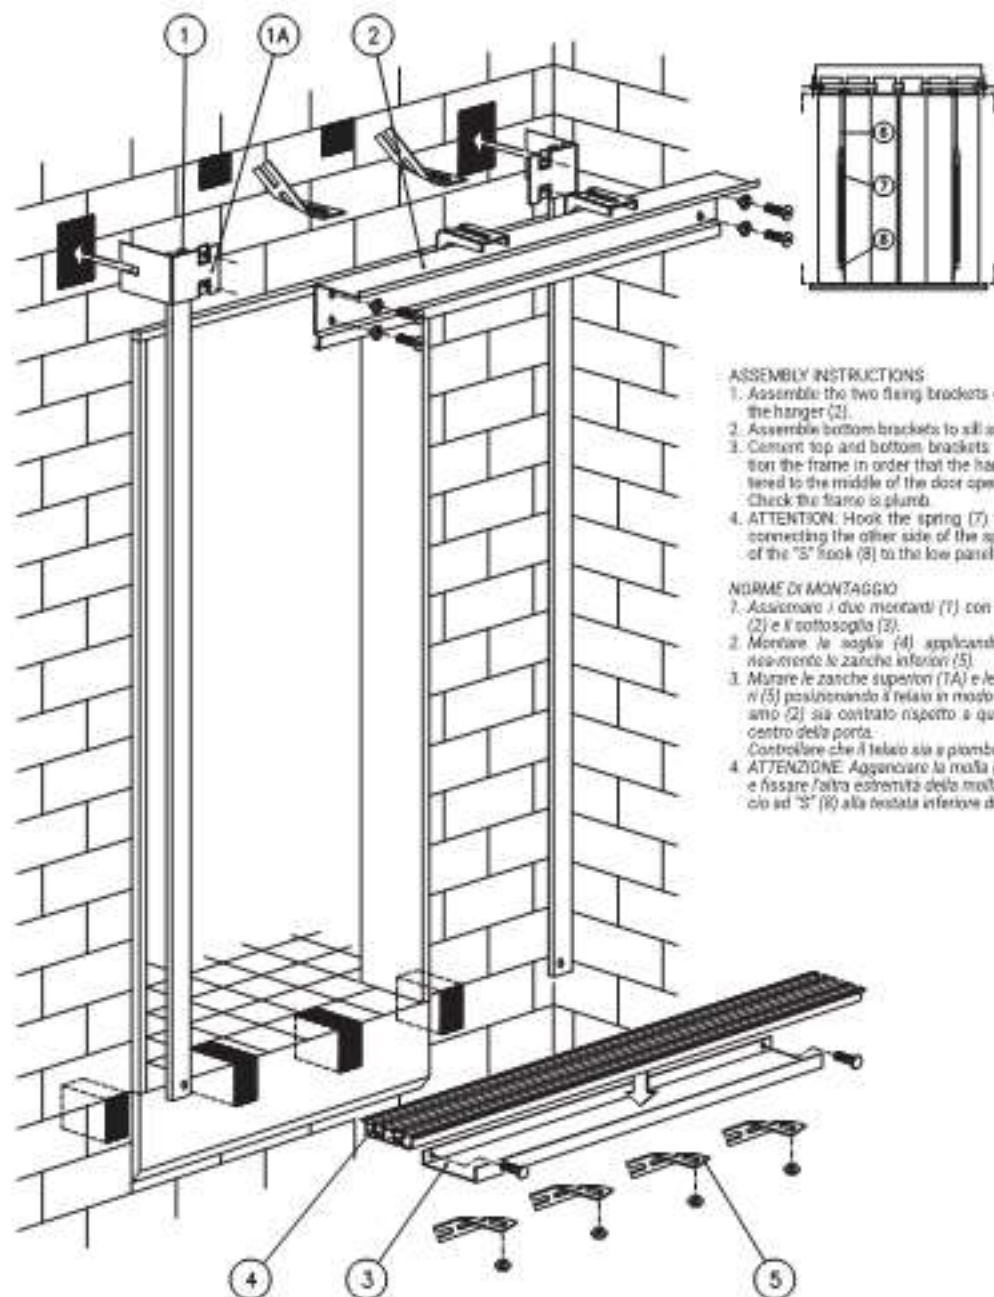 1
1A
2
6
7
8
ASSEMBLY INSTRUCTIONS
1. Assemble the two fixing brackets
the hanger (2).
2. Assemble bottom brackets to sill
3. Cement top and bottom brackets
tion the frame in order that the
tered to the middle of the door
Check the frame is plumb.
4. ATTENTION: Hook the spring (7)
connecting the other side of the
of the "S" hook (8) to the low panel
NORME DI MONTAGGIO
1. Assiemare i due montanti (1) con
(2) e il sottosoglia (3).
2. Montare la soglia (4)
nea-mente le zanche inferiori (5).
3. Murare le zanche superiori (1A) e le
ri (5) posizionando il telaio in modo
amo (2) sia centrato rispetto a
centro della porta.
Controllare che il telaio sia a
4. ATTENZIONE: Agganciare la molla
e fissare l'altra estremità della
cio ad "S" (8) alla testata inferiore
4
3
5